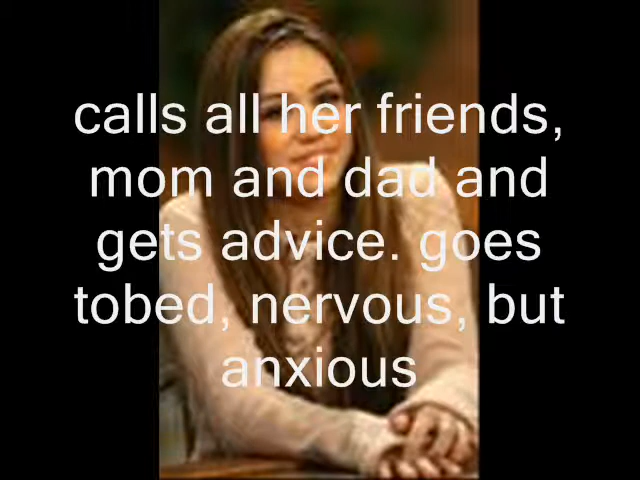 calls all her friends,
mom and dad and
gets advice. goes
tobed, nervous, but
anxious